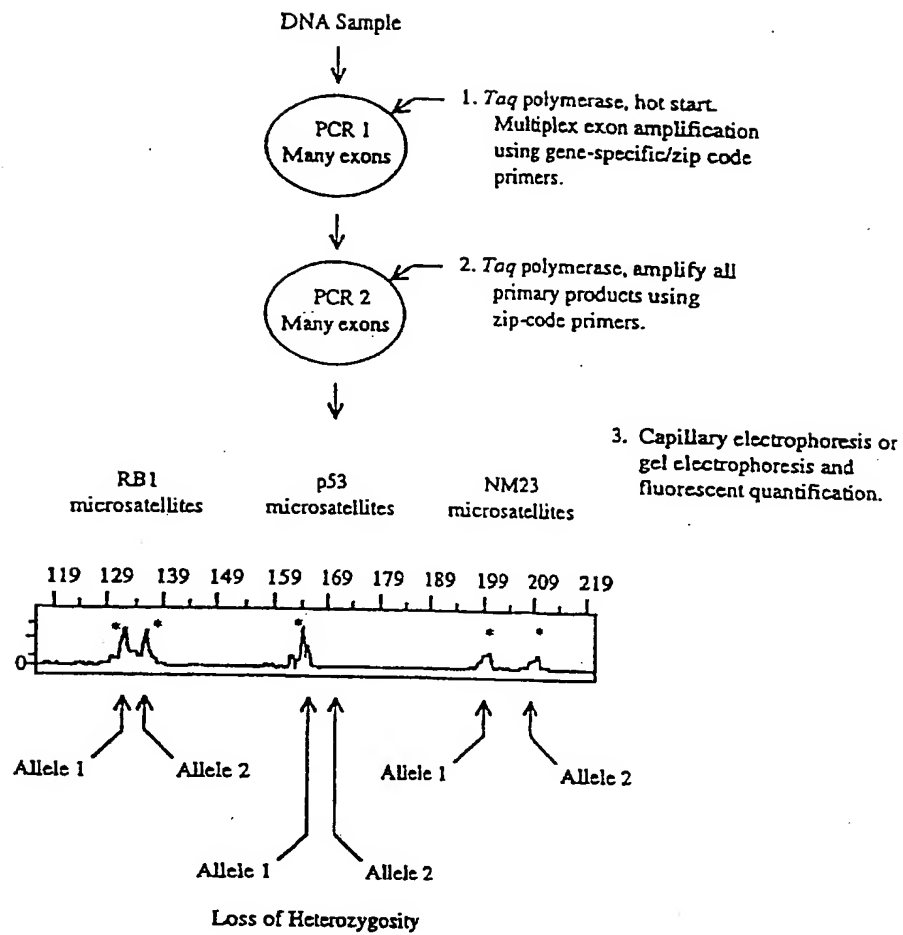 DNA Sample
PCR 1
Many exons
1. Taq polymerase, hot start.
Multiplex exon amplification
using gene-specific/zip code
primers.
PCR 2
Many exons
2. Taq polymerase, amplify all
primary products using
zip-code primers.
3. Capillary electrophoresis or
gel electrophoresis and
fluorescent quantification.
RB1
microsatellites
p53
microsatellites
NM23
microsatellites
119 129 139 149 159 169 179 189 199 209 219
* * * * *
0
Allele 1
Allele 2
Allele 1
Allele 2
Allele 1
Allele 2
Loss of Heterozygosity